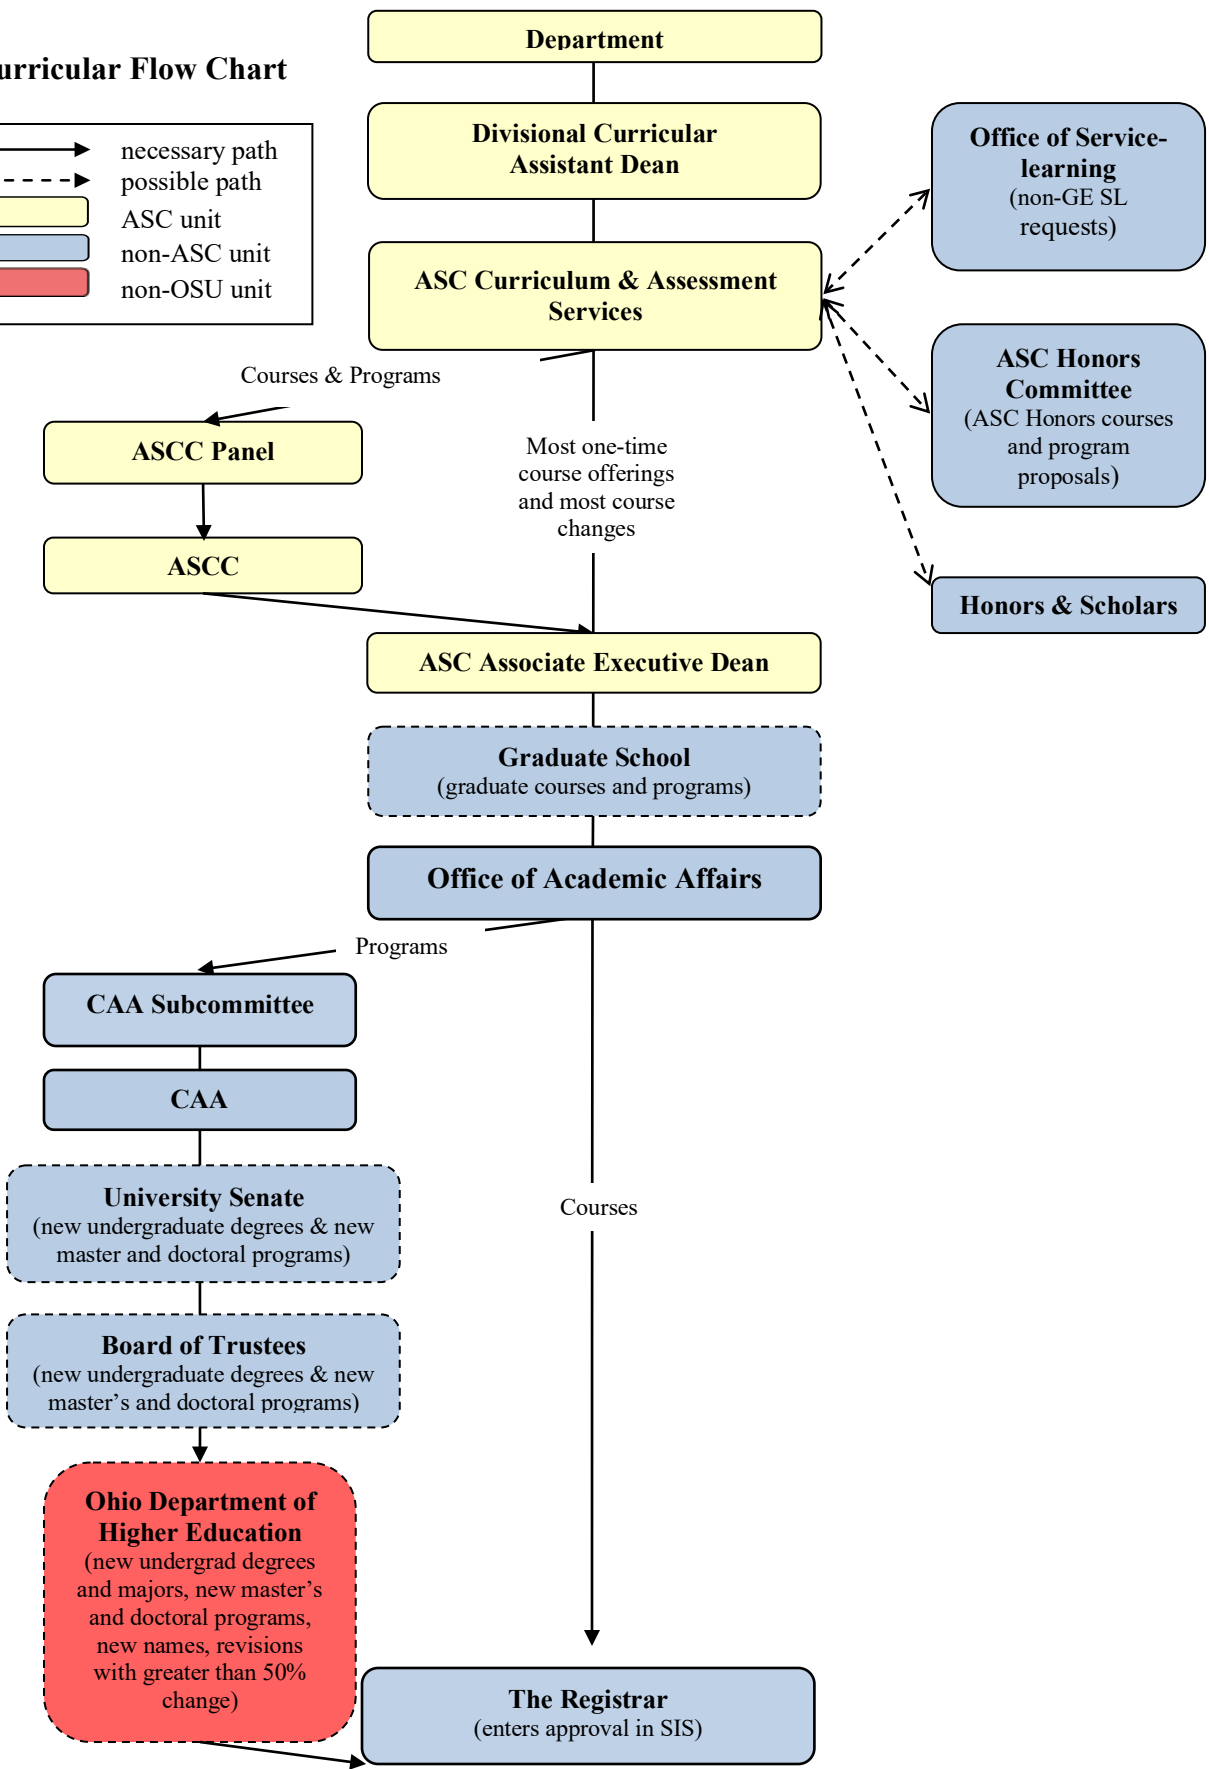 Department
urricular Flow Chart
necessary path
possible path
ASC unit
non-ASC unit
non-OSU unit
Divisional Curricular
Assistant Dean
Office of Service-
learning
(non-GE SL
requests)
ASC Curriculum & Assessment
Services
ASC Honors
Committee
(ASC Honors courses
and program
proposals)
Honors & Scholars
Courses & Programs
ASCC Panel
ASCC
Most one-time
course offerings
and most course
changes
ASC Associate Executive Dean
Graduate School
(graduate courses and programs)
Office of Academic Affairs
Programs
CAA Subcommittee
CAA
University Senate
(new undergraduate degrees & new
master and doctoral programs)
Courses
Board of Trustees
(new undergraduate degrees & new
master’s and doctoral programs)
Ohio Department of
Higher Education
(new undergrad degrees
and majors, new master’s
and doctoral programs,
new names, revisions
with greater than 50%
change)
The Registrar
(enters approval in SIS)